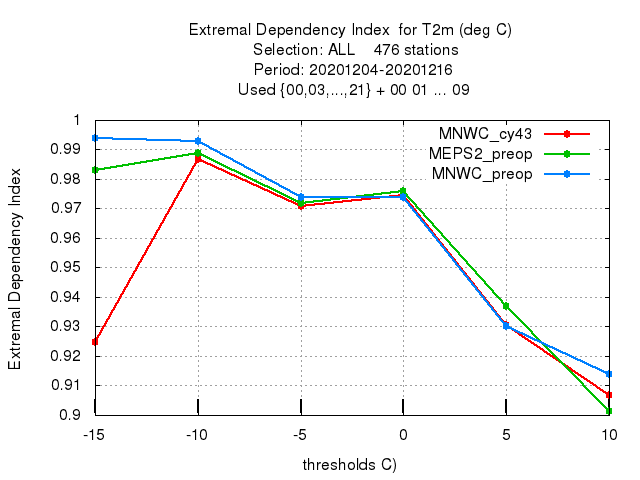 Extremal Dependency Index  for T2m (deg C)
Selection: ALL    476 stations
Period: 20201204-20201216
Used {00,03,...,21} + 00 01 ... 09
MNWC_cy43
MEPS2_preop
MNWC_preop
Extremal Dependency Index
1
0.99
0.98
0.97
0.96
0.95
0.94
0.93
0.92
0.91
0.9
-15 -10 -5 0 5 10
thresholds C)